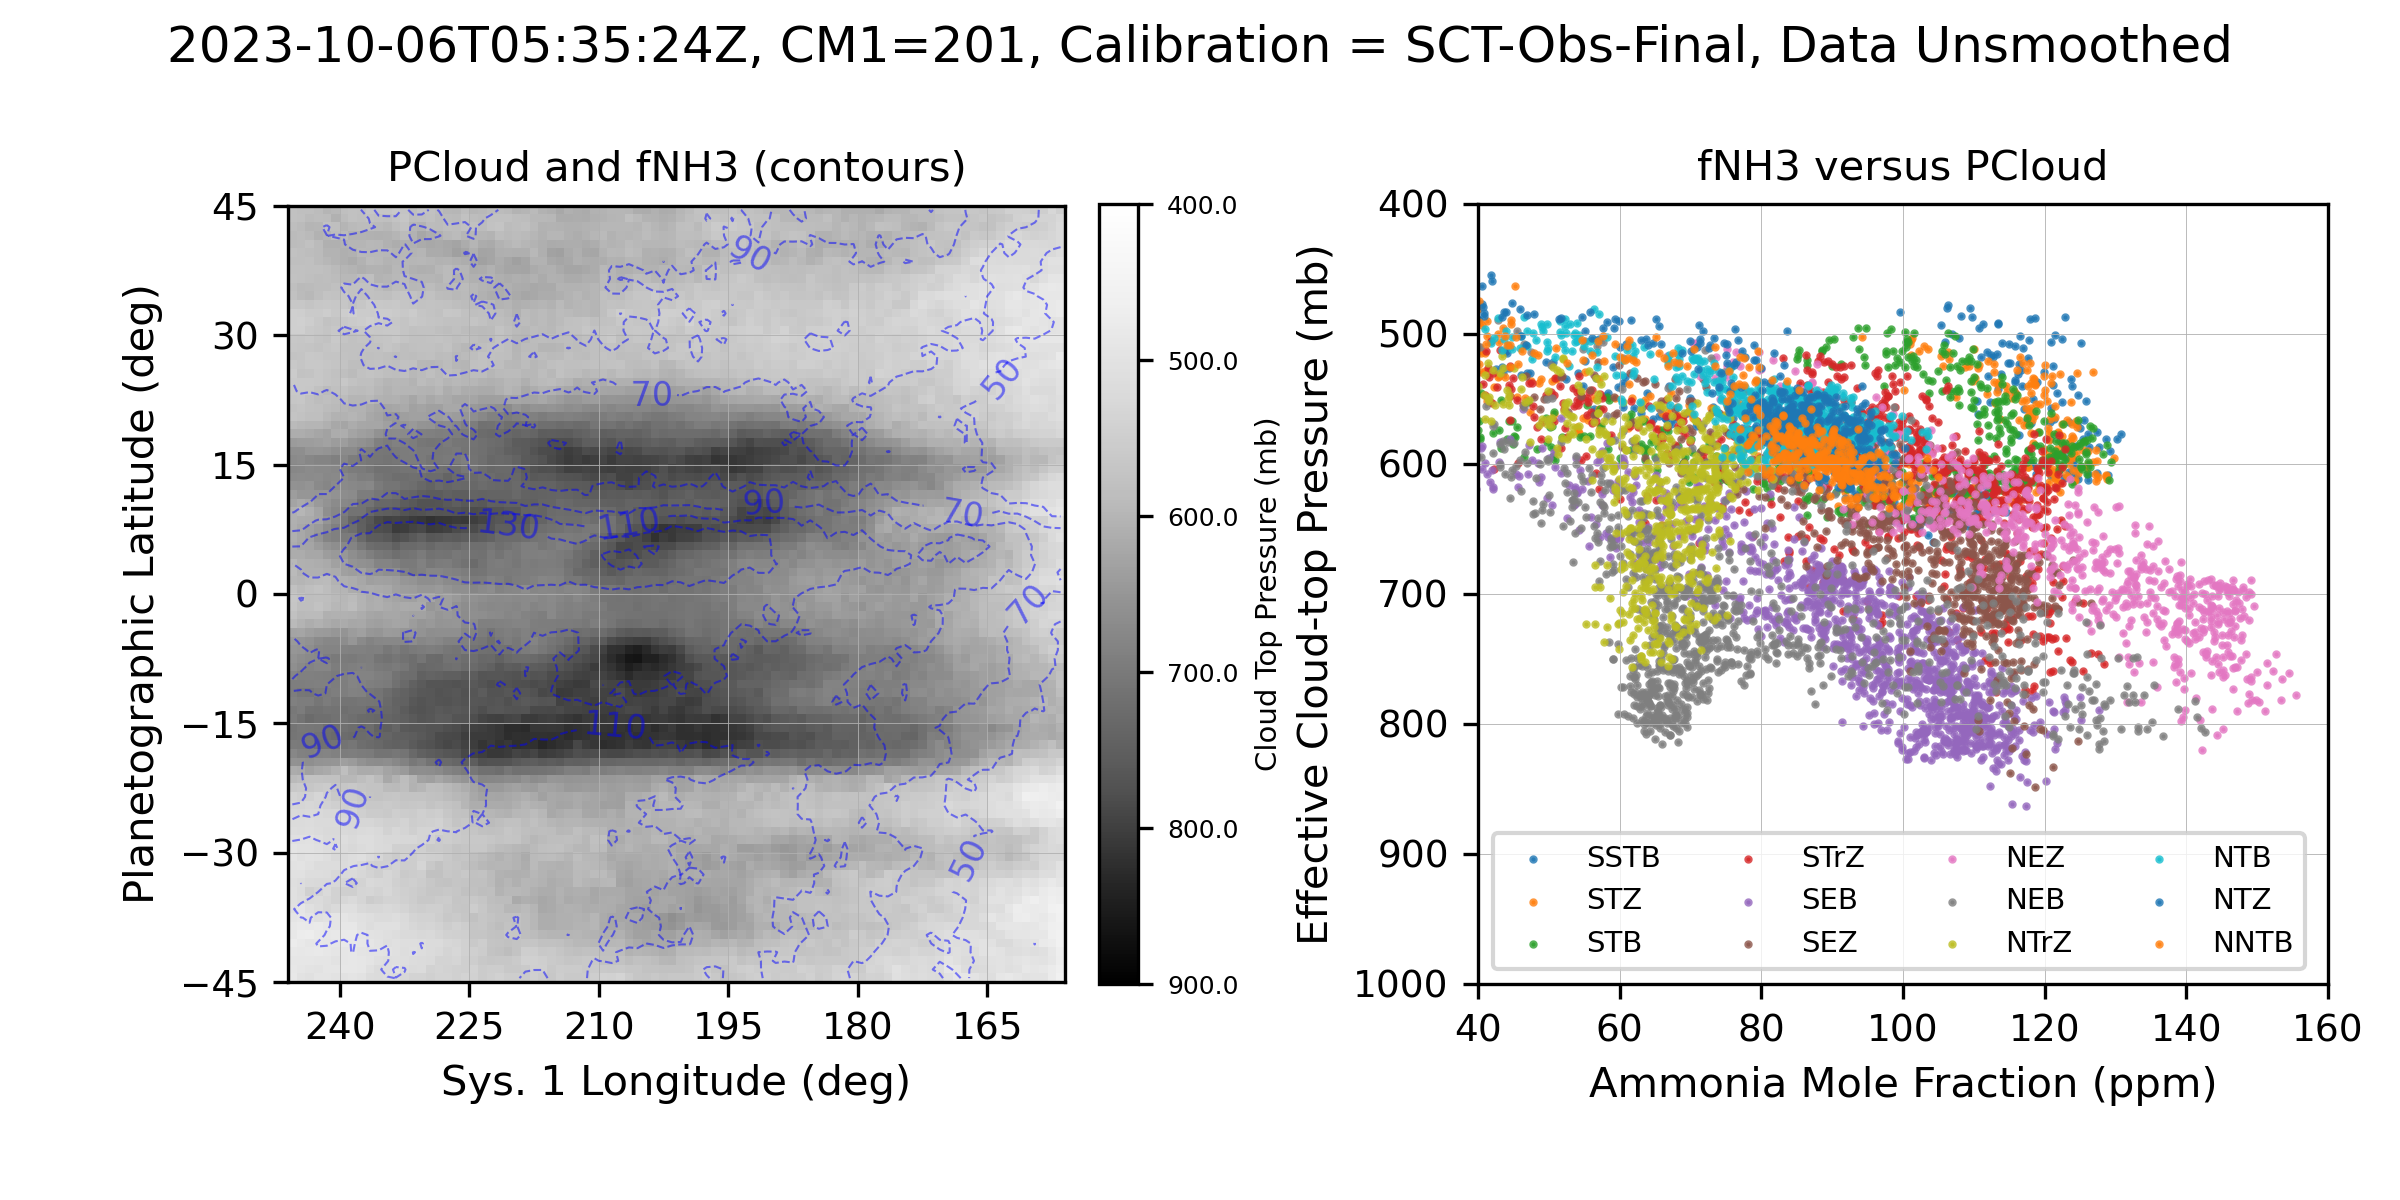 2023-10-06T05:35:24Z, CM1=201, Calibration = SCT-Obs-Final, Data Unsmoothed
PCloud and fNH3 (contours)
Planetographic Latitude (deg)
45
30
15
0
−15
−30
−45
240
225
210
195
180
165
Sys. 1 Longitude (deg)
90
50
70
130
110
90
70
70
110
90
90
50
400.0
500.0
600.0
700.0
800.0
900.0
Cloud Top Pressure (mb)
fNH3 versus PCloud
Effective Cloud-top Pressure (mb)
400
500
600
700
800
900
1000
40
60
80
100
120
140
160
Ammonia Mole Fraction (ppm)
SSTB
STZ
STB
STrZ
SEB
SEZ
NEZ
NEB
NTrZ
NTB
NTZ
NNTB